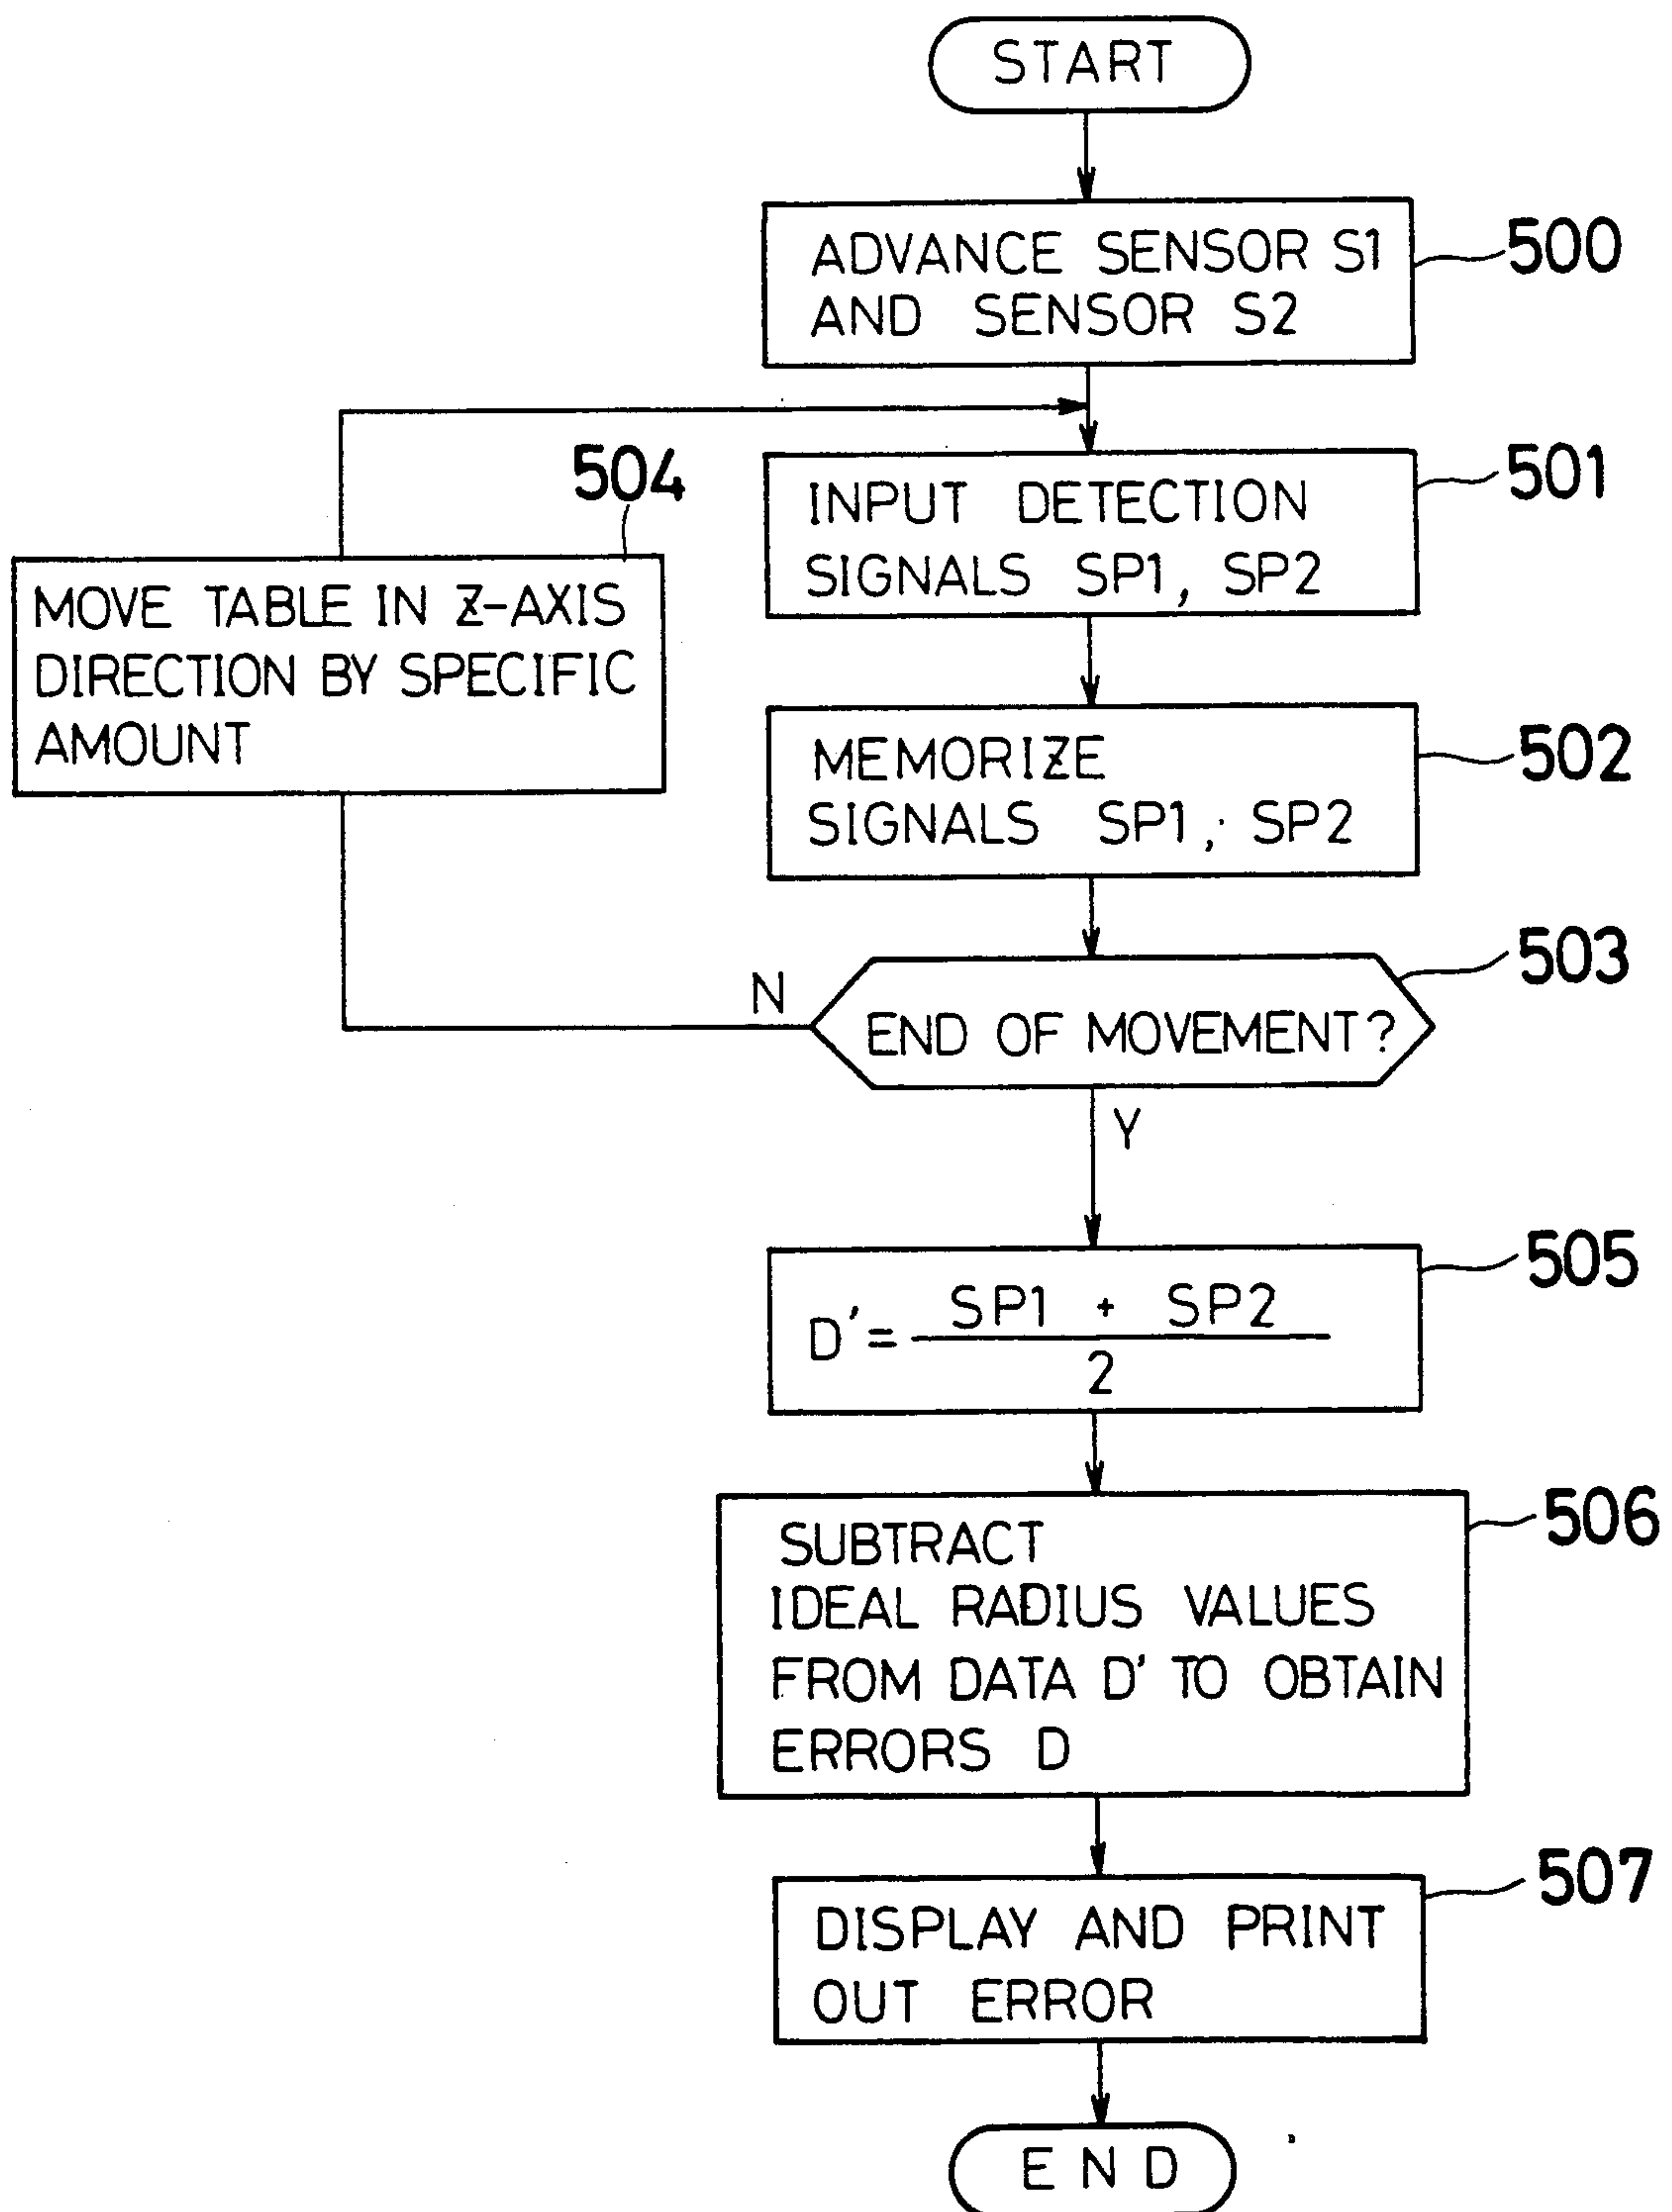 START
ADVANCE SENSOR S1
AND SENSOR S2
500
504
INPUT DETECTION
SIGNALS SP1, SP2
501
MOVE TABLE IN Z-AXIS
DIRECTION BY SPECIFIC
AMOUNT
MEMORIZE
SIGNALS SP1, SP2
502
N
END OF MOVEMENT?
503
Y
D' = SP1 + SP2
2
505
SUBTRACT
IDEAL RADIUS VALUES
FROM DATA D' TO OBTAIN
ERRORS D
506
DISPLAY AND PRINT
OUT ERROR
507
END